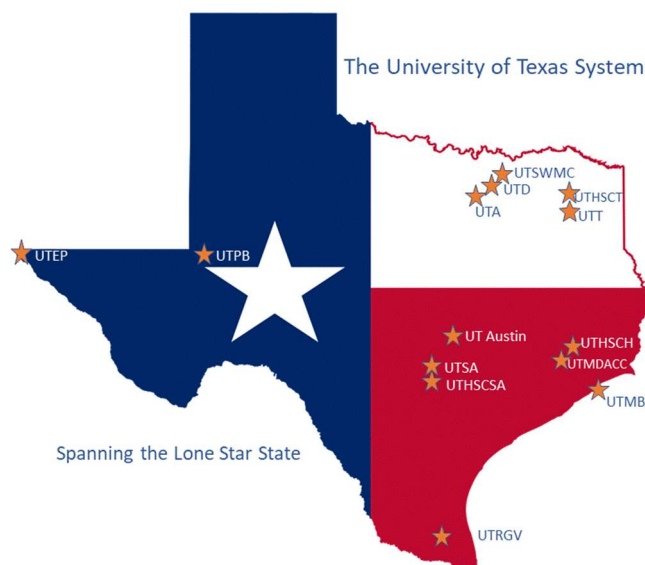 The University of Texas System
UTSWMC
UTD
UTHSCT
UTA
UTT
UTEP
UTPB
UT Austin
UTHSCH
UTMDACC
UTSA
UTHSCSA
UTMB
Spanning the Lone Star State
UTRGV